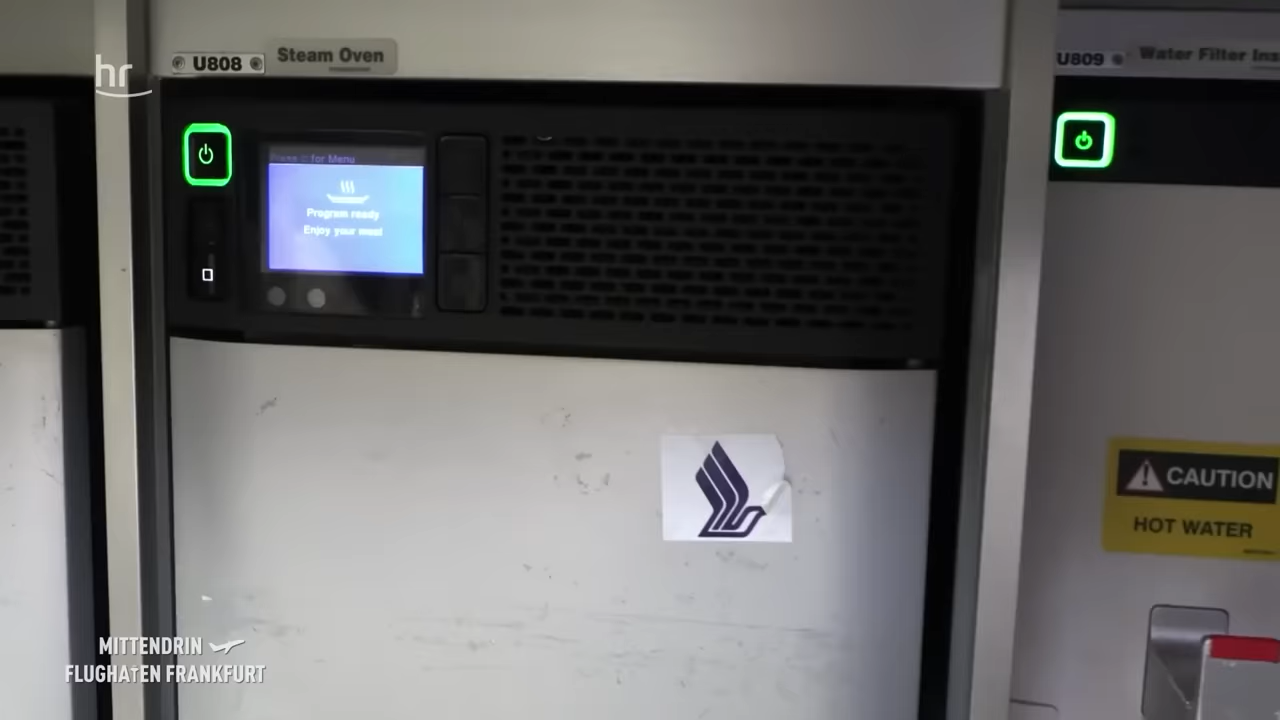 hr
U808
Steam Oven
U809
Water Filter
Press for Menu
Program ready
Enjoy your meal
CAUTION
HOT WATER
MITTENDRIN
FLUGHAFEN FRANKFURT